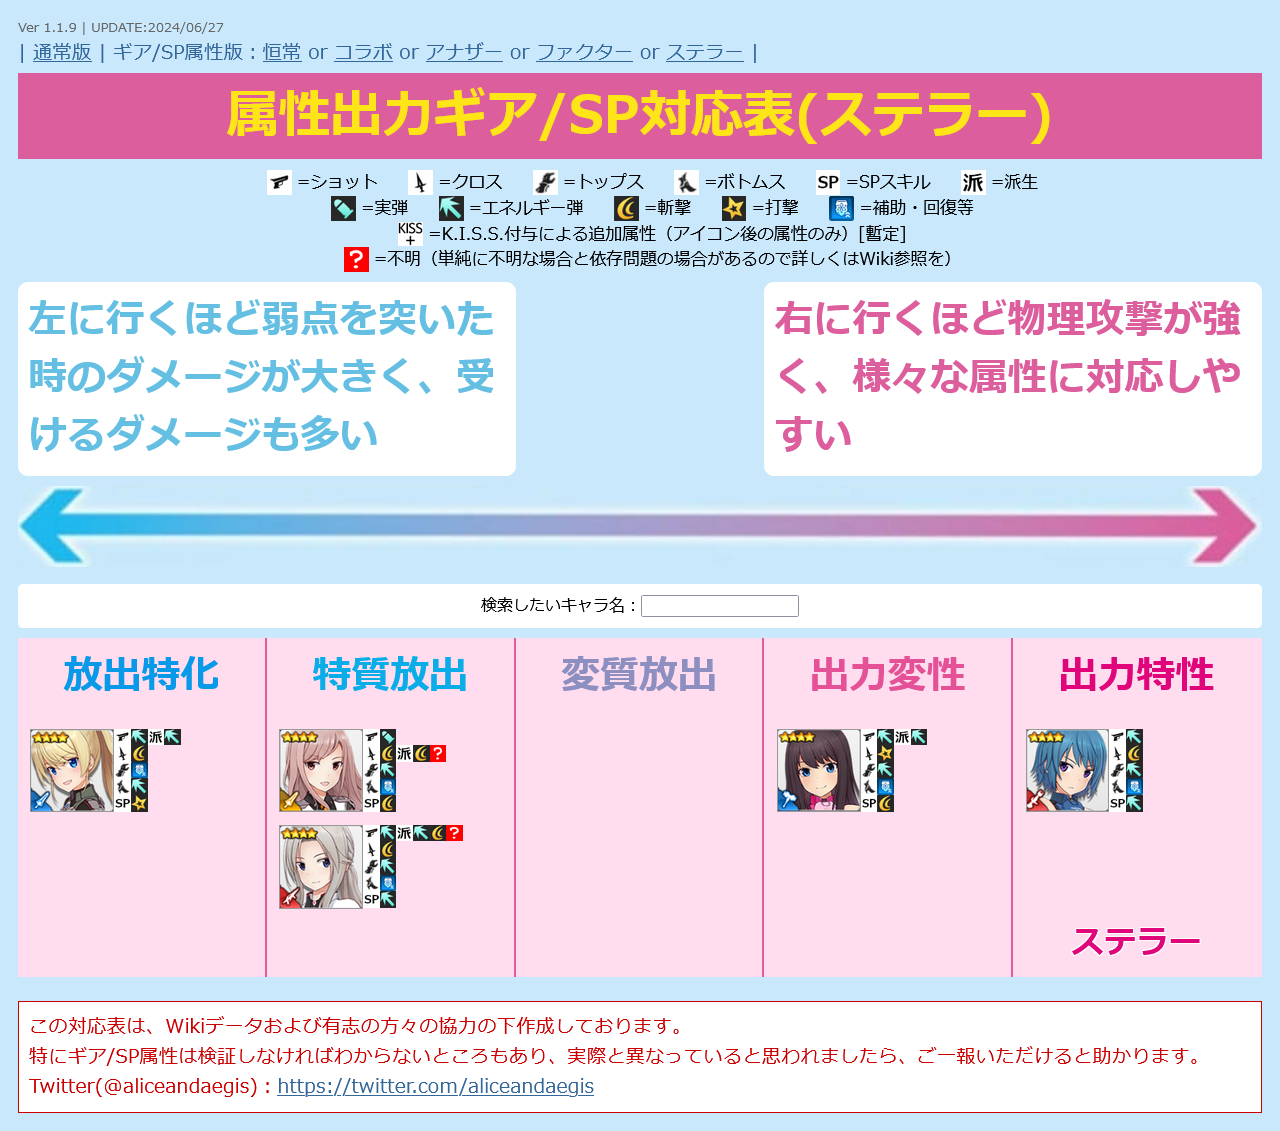 Ver 1.1.9 | UPDATE:2024/06/27
| 通常版 | ギア/SP属性版：恒常 or コラボ or アナザー or ファクター or ステラー |
属性出力ギア/SP対応表(ステラー)
=ショット =クロス =トップス =ボトムス SP =SPスキル 派 =派生
=実弾 =エネルギー弾 =斬撃 =打撃 =補助・回復等
KISS+ =K.I.S.S.付与による追加属性（アイコン後の属性のみ）[暫定]
? =不明（単純に不明な場合と依存問題の場合があるので詳しくはWiki参照を）
左に行くほど弱点を突いた
時のダメージが大きく、受
けるダメージも多い
右に行くほど物理攻撃が強
く、様々な属性に対応しや
すい
検索したいキャラ名：
放出特化
派
SP
特質放出
派 ?
SP
派 ?
SP
変質放出
出力変性
派
SP
出力特性
SP
ステラー
この対応表は、Wikiデータおよび有志の方々の協力の下作成しております。
特にギア/SP属性は検証しなければわからないところもあり、実際と異なっていると思われましたら、ご一報いただけると助かります。
Twitter(@aliceandaegis)：https://twitter.com/aliceandaegis